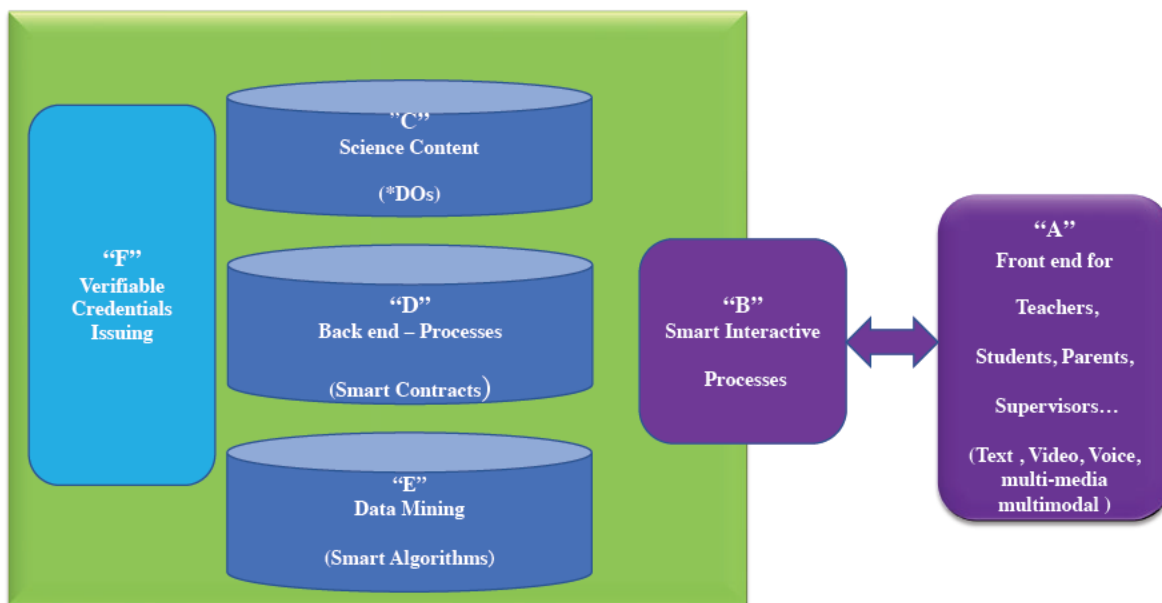 ”C”
Science Content
(*DOs)
“F”
Verifiable
Credentials
Issuing
“D”
Back end – Processes
(Smart Contracts)
“E”
Data Mining
(Smart Algorithms)
“B”
Smart Interactive
Processes
“A”
Front end for
Teachers,
Students, Parents,
Supervisors…
(Text , Video, Voice,
multi-media
multimodal )